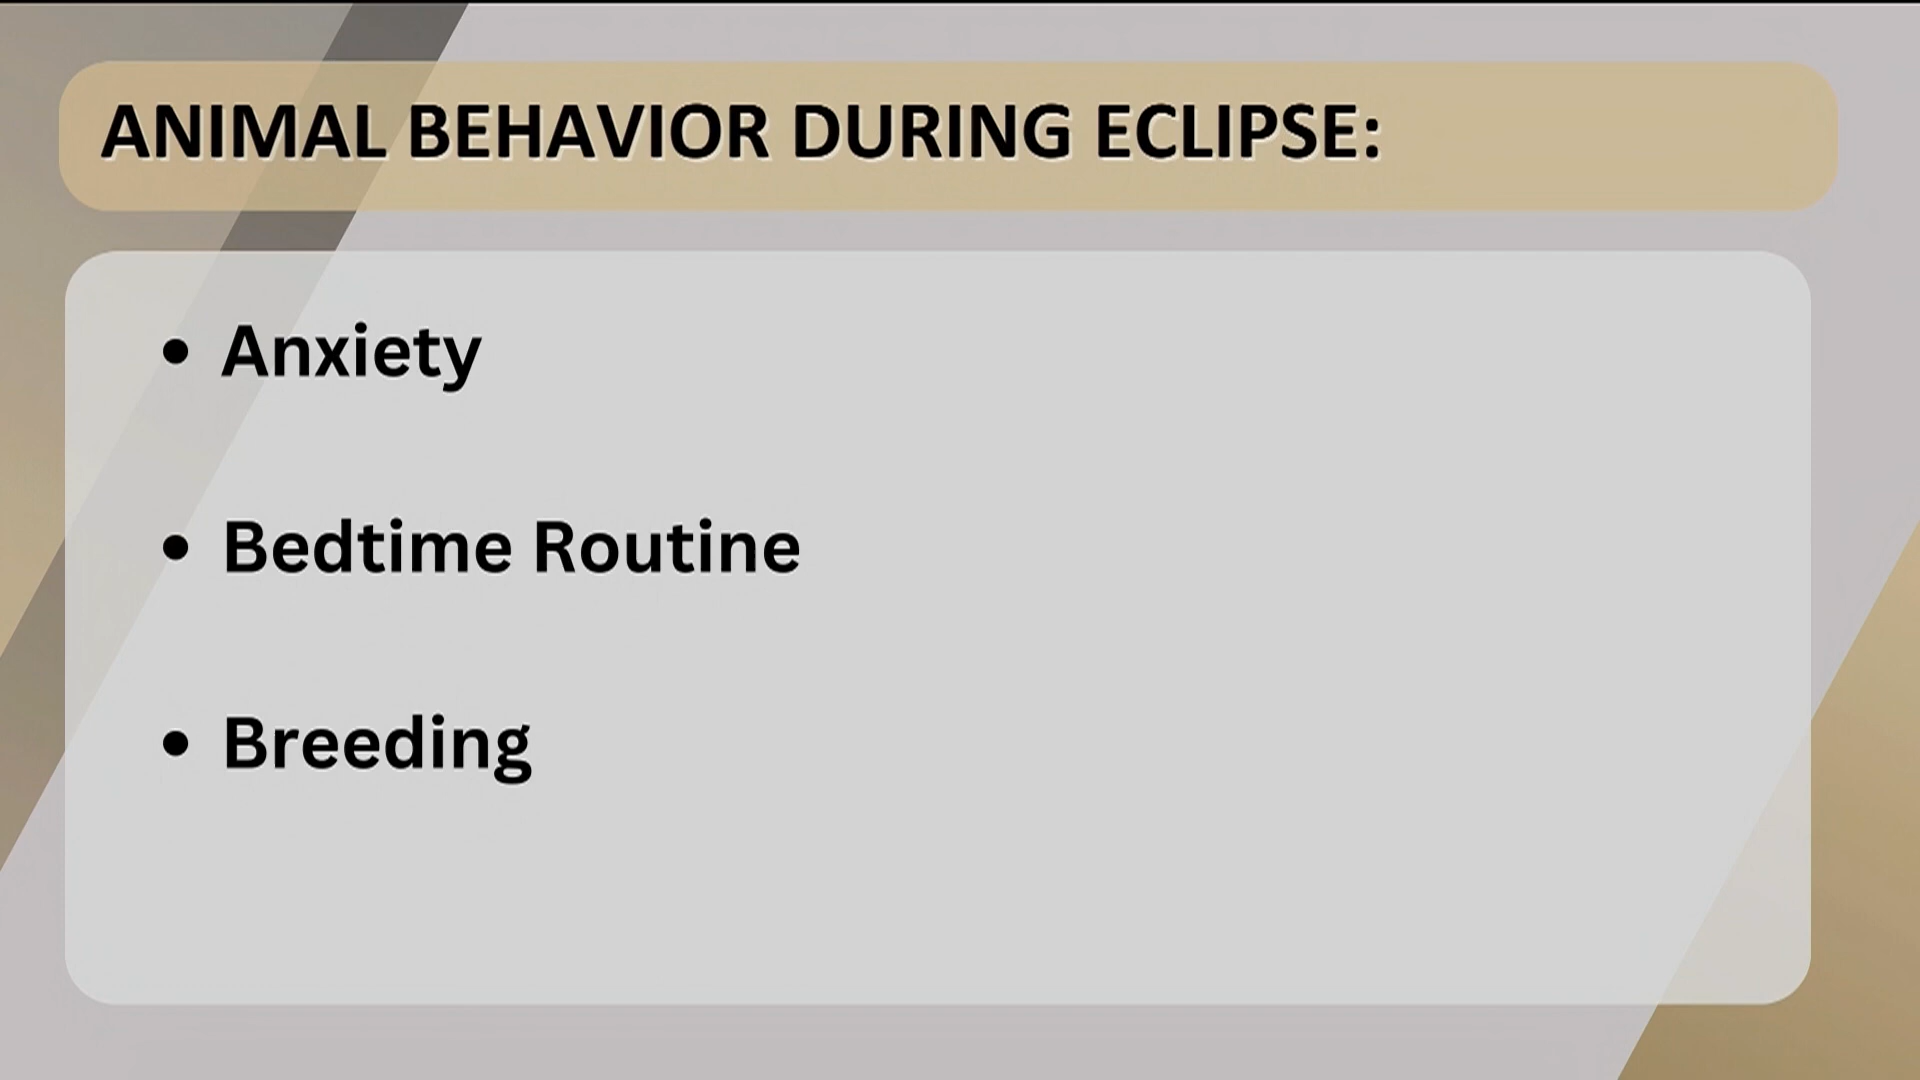 ANIMAL BEHAVIOR DURING ECLIPSE:
• Anxiety
• Bedtime Routine
• Breeding